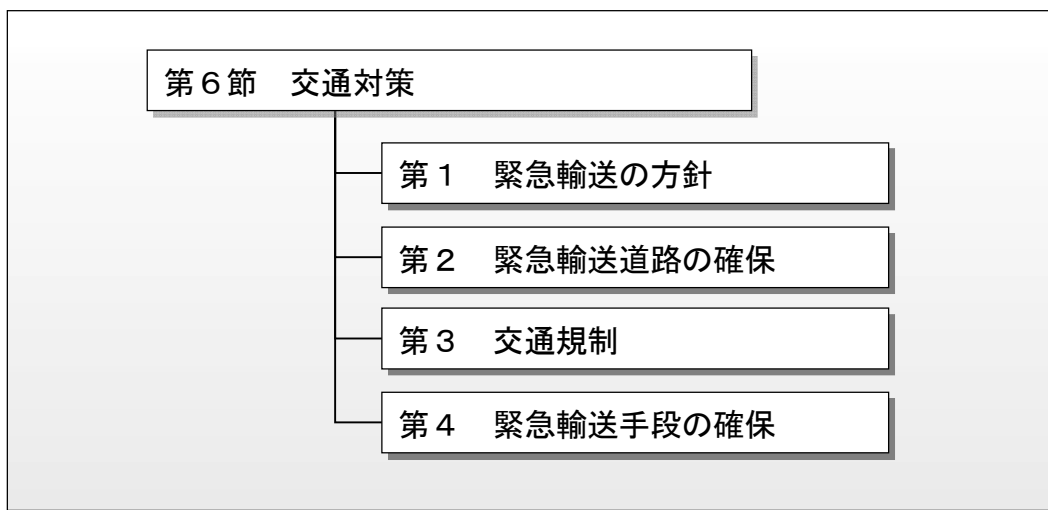 第６節　交通対策
第１　緊急輸送の方針
第２　緊急輸送道路の確保
第３　交通規制
第４　緊急輸送手段の確保